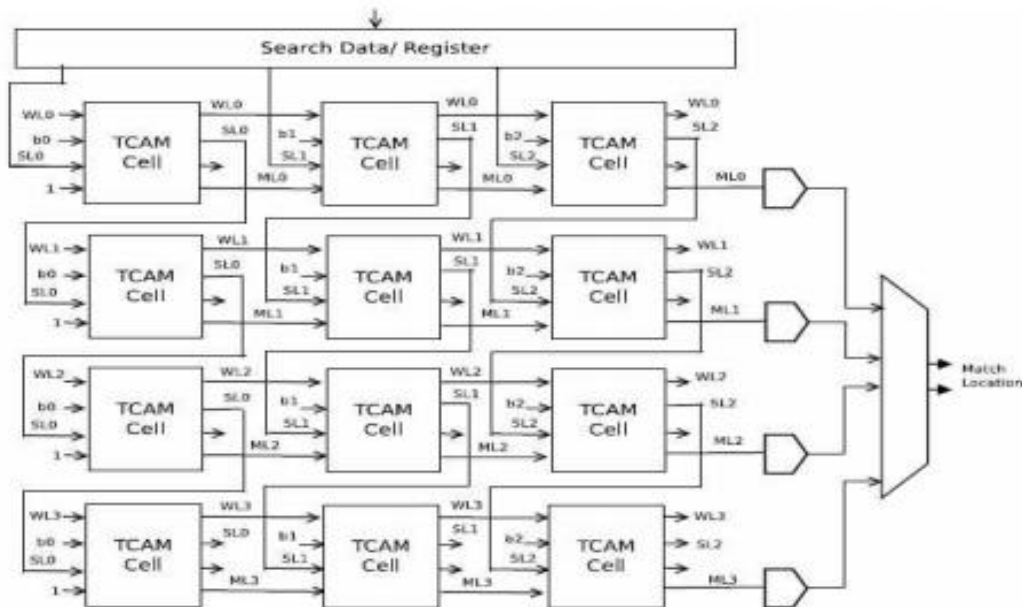 Search Data/ Register
WL0 WL0 WL0 WL0
b0 TCAM Cell SL0 b1 TCAM Cell SL1 b2 TCAM Cell SL2
SL0 SL1 SL2
1 ML0 ML0 ML0
WL1 WL1 WL1 WL1
b0 TCAM Cell SL0 b1 TCAM Cell SL1 b2 TCAM Cell SL2
SL0 SL1 SL2
1 ML1 ML1 ML1
Match
Location
WL2 WL2 WL2 WL2
b0 TCAM Cell SL0 b1 TCAM Cell SL1 b2 TCAM Cell SL2
SL0 SL1 SL2
1 ML2 ML2 ML2
WL3 WL3 WL3 WL3
b0 TCAM Cell SL0 b1 TCAM Cell SL1 b2 TCAM Cell SL2
SL0 SL1 SL2
1 ML3 ML3 ML3